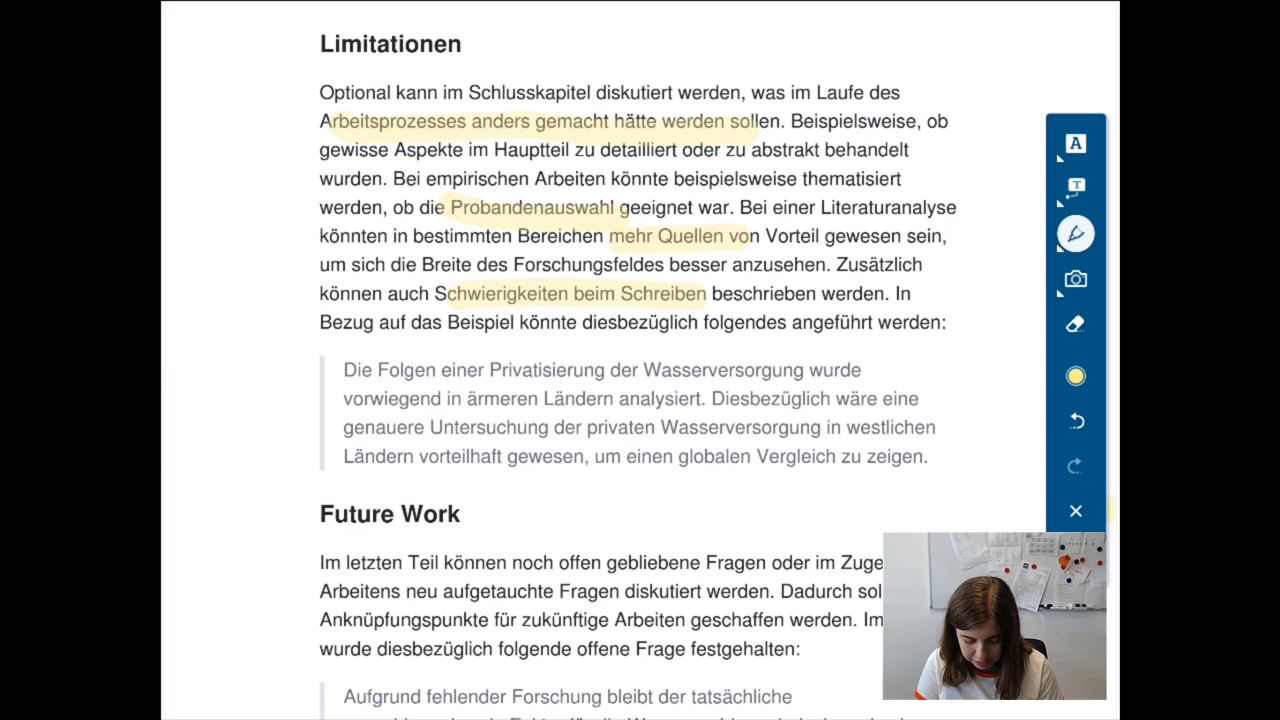 Limitationen
Optional kann im Schlusskapitel diskutiert werden, was im Laufe des
Arbeitsprozesses anders gemacht hätte werden sollen. Beispielsweise, ob
gewisse Aspekte im Hauptteil zu detailliert oder zu abstrakt behandelt
wurden. Bei empirischen Arbeiten könnte beispielsweise thematisiert
werden, ob die Probandenauswahl geeignet war. Bei einer Literaturanalyse
könnten in bestimmten Bereichen mehr Quellen von Vorteil gewesen sein,
um sich die Breite des Forschungsfeldes besser anzusehen. Zusätzlich
können auch Schwierigkeiten beim Schreiben beschrieben werden. In
Bezug auf das Beispiel könnte diesbezüglich folgendes angeführt werden:
Die Folgen einer Privatisierung der Wasserversorgung wurde
vorwiegend in ärmeren Ländern analysiert. Diesbezüglich wäre eine
genauere Untersuchung der privaten Wasserversorgung in westlichen
Ländern vorteilhaft gewesen, um einen globalen Vergleich zu zeigen.
Future Work
Im letzten Teil können noch offen gebliebene Fragen oder im Zuge
Arbeitens neu aufgetauchte Fragen diskutiert werden. Dadurch sol
Anknüpfungspunkte für zukünftige Arbeiten geschaffen werden. Im
wurde diesbezüglich folgende offene Frage festgehalten:
Aufgrund fehlender Forschung bleibt der tatsächliche
A
T